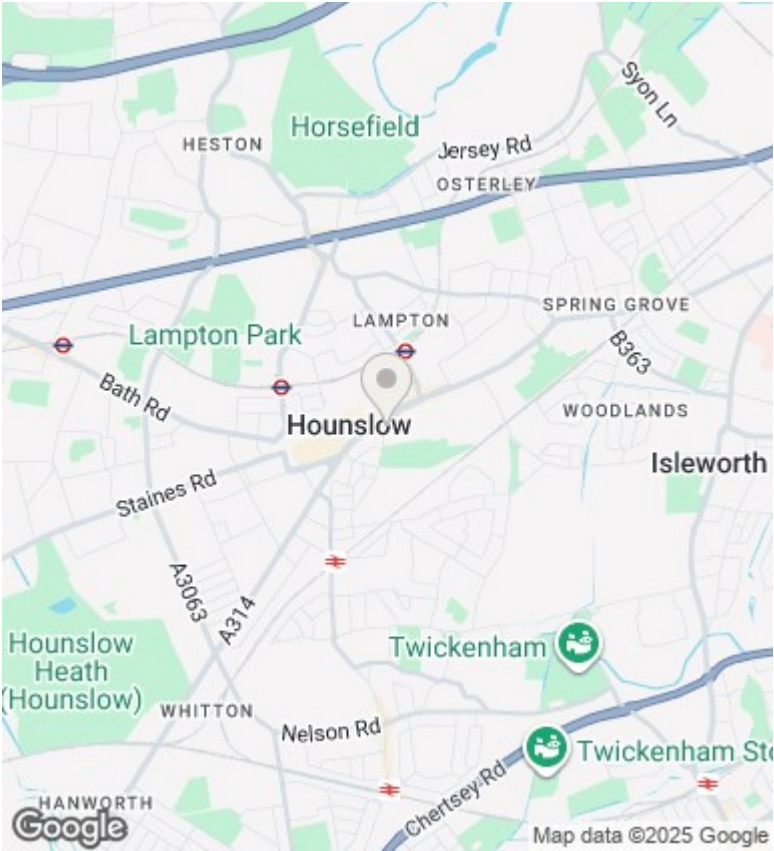 Syon Ln
Horsefield
HESTON
Jersey Rd
OSTERLEY
SPRING GROVE
LAMPTON
Lampton Park
B363
Bath Rd
WOODLANDS
Hounslow
Isleworth
Staines Rd
A3063
A314
Hounslow
Heath
(Hounslow)
Twickenham
WHITTON
Nelson Rd
Twickenham Sto
Chertsey Rd
HANWORTH
Google
Map data ©2025 Google